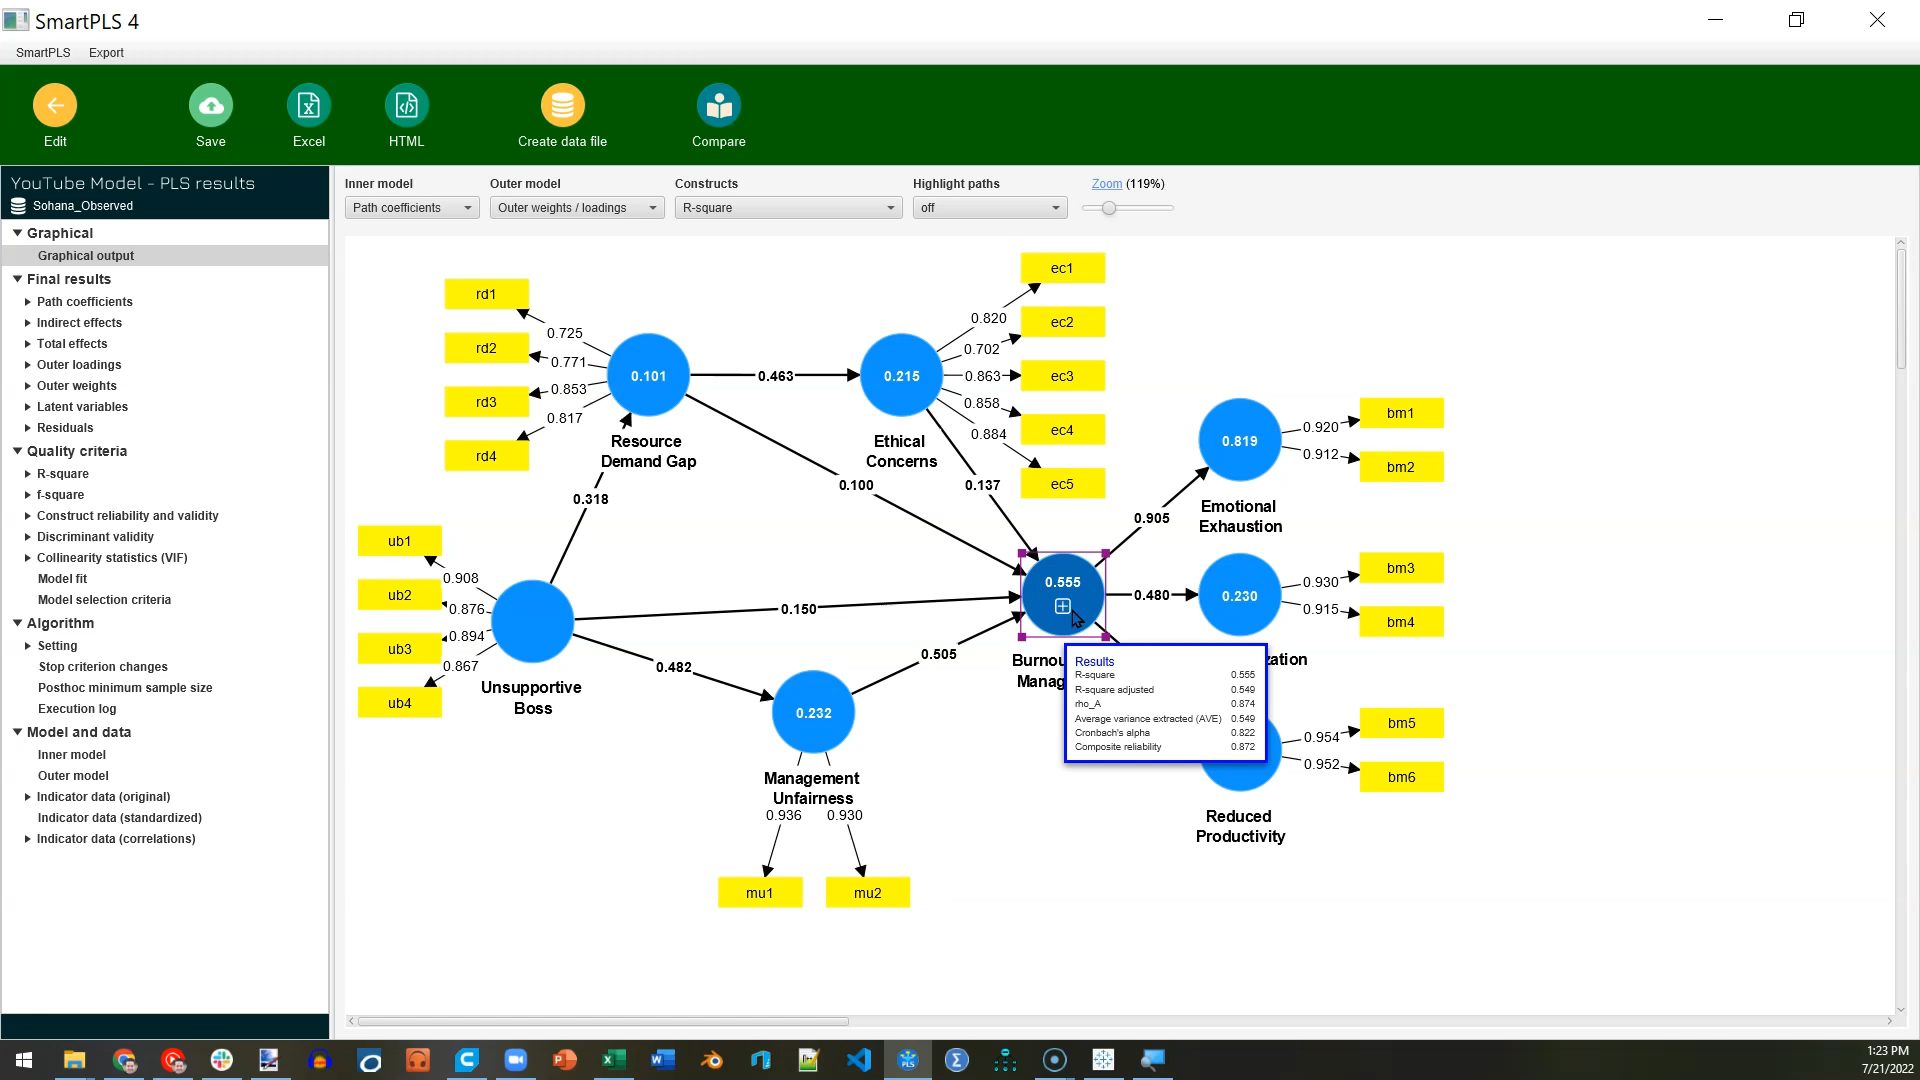 SmartPLS 4
SmartPLS Export
Edit Save Excel HTML Create data file Compare
YouTube Model - PLS results
Sohana_Observed
Graphical
Graphical output
Final results
Path coefficients
Indirect effects
Total effects
Outer loadings
Outer weights
Latent variables
Residuals
Quality criteria
R-square
f-square
Construct reliability and validity
Discriminant validity
Collinearity statistics (VIF)
Model fit
Model selection criteria
Algorithm
Setting
Stop criterion changes
Posthoc minimum sample size
Execution log
Model and data
Inner model
Outer model
Indicator data (original)
Indicator data (standardized)
Indicator data (correlations)
Inner model Outer model Constructs Highlight paths Zoom (119%)
Path coefficients Outer weights / loadings R-square off
rd1
rd2
rd3
rd4
0.725
0.771
0.853
0.817
0.101
Resource
Demand Gap
0.463
0.215
Ethical
Concerns
0.820
0.702
0.863
0.858
0.884
ec1
ec2
ec3
ec4
ec5
0.318
0.100
0.137
ub1
ub2
ub3
ub4
0.908
0.876
0.894
0.867
Unsupportive
Boss
0.150
0.482
0.505
0.232
Management
Unfairness
0.936 0.930
mu1 mu2
0.555
Burnou
Manag
0.905
0.480
0.819
Emotional
Exhaustion
0.920
0.912
bm1
bm2
0.230
zation
0.930
0.915
bm3
bm4
Results
R-square 0.555
R-square adjusted 0.549
rho_A 0.874
Average variance extracted (AVE) 0.549
Cronbach's alpha 0.822
Composite reliability 0.872
0.954
0.952
bm5
bm6
Reduced
Productivity
PLS
1:23 PM
7/21/2022